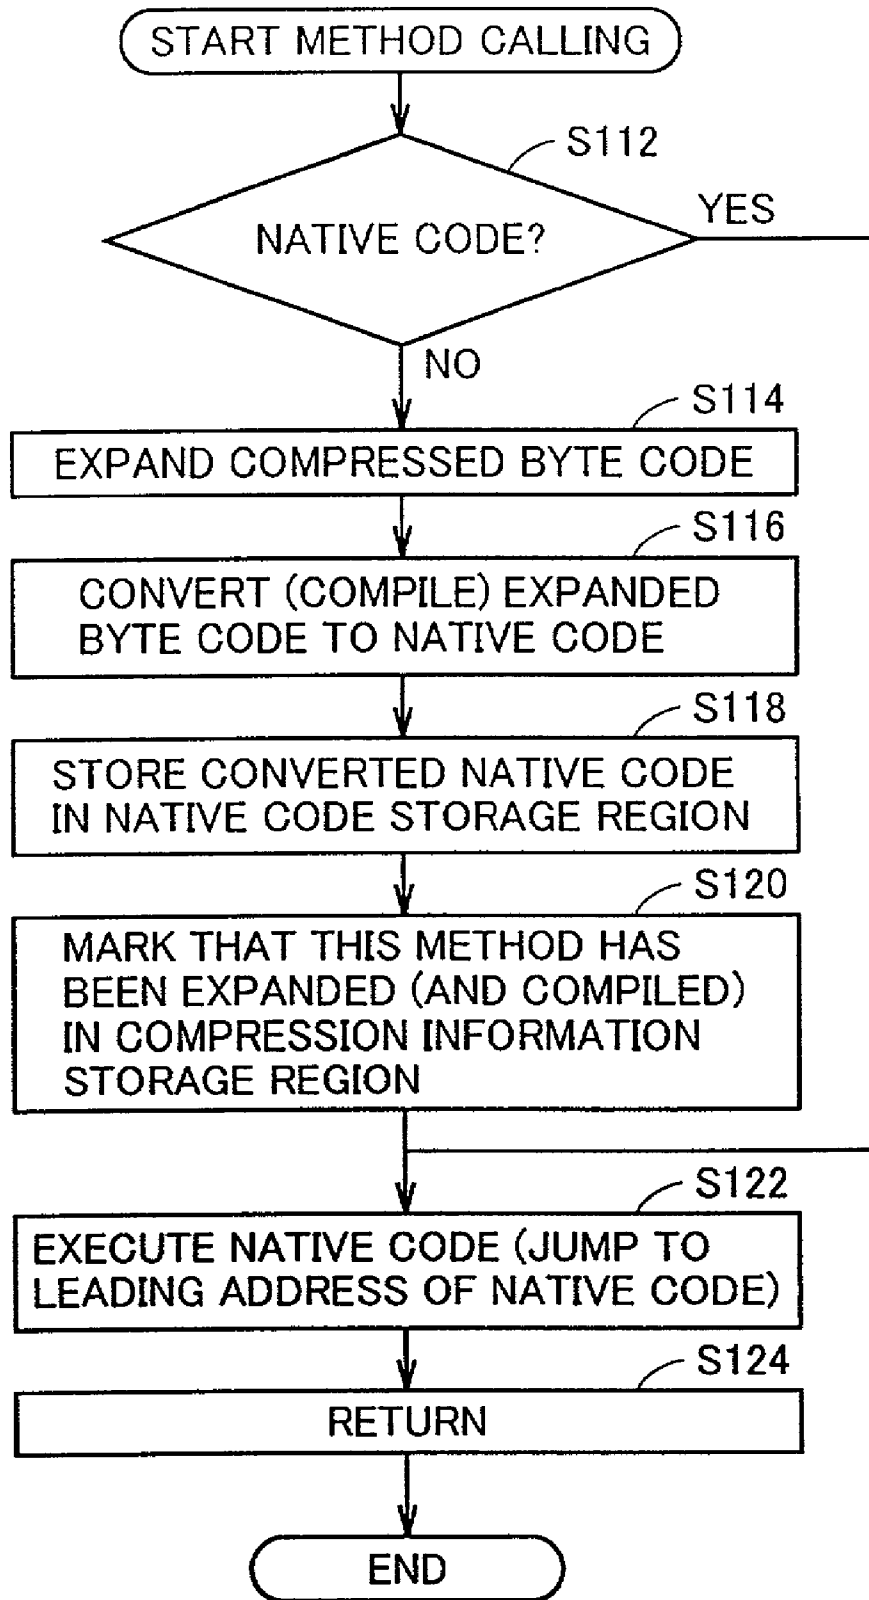 START METHOD CALLING
S112
YES
NATIVE CODE?
NO
S114
EXPAND COMPRESSED BYTE CODE
S116
CONVERT (COMPILE) EXPANDED
BYTE CODE TO NATIVE CODE
S118
STORE CONVERTED NATIVE CODE
IN NATIVE CODE STORAGE REGION
S120
MARK THAT THIS METHOD HAS
BEEN EXPANDED (AND COMPILED)
IN COMPRESSION INFORMATION
STORAGE REGION
S122
EXECUTE NATIVE CODE (JUMP TO
LEADING ADDRESS OF NATIVE CODE)
S124
RETURN
END